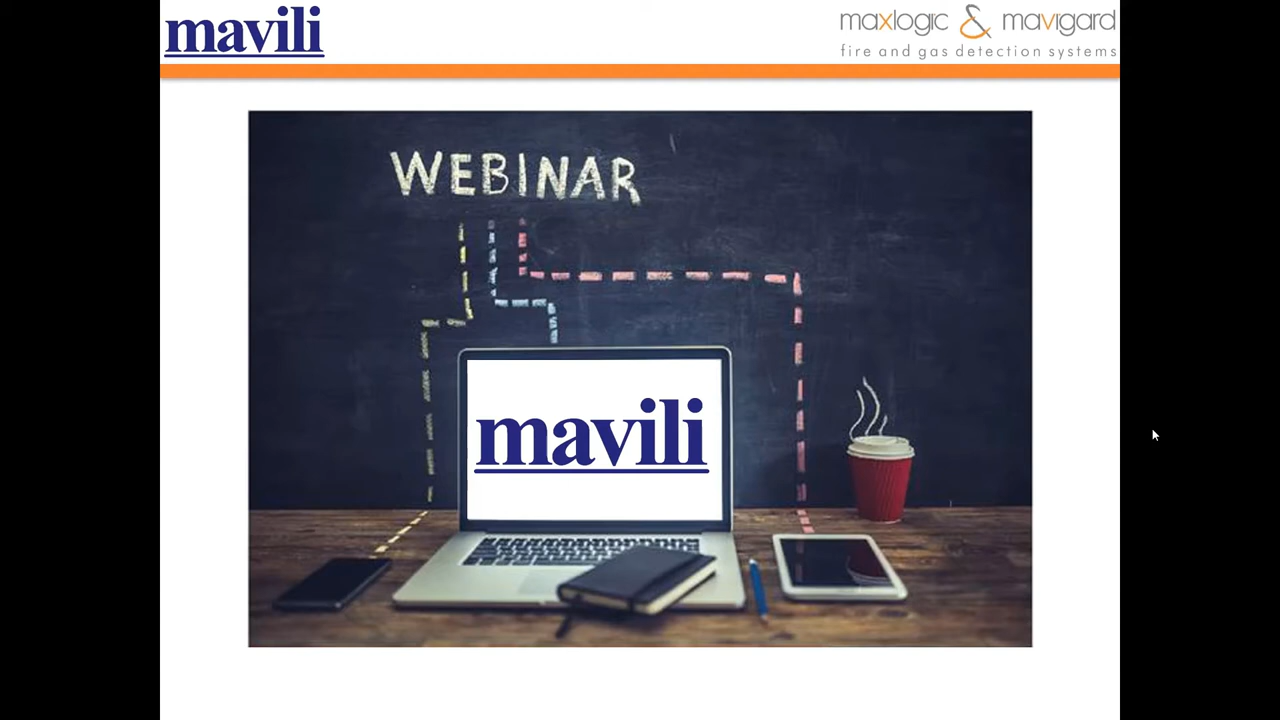 mavili
maxlogic & mavigard
fire and gas detection systems
WEBINAR
mavili